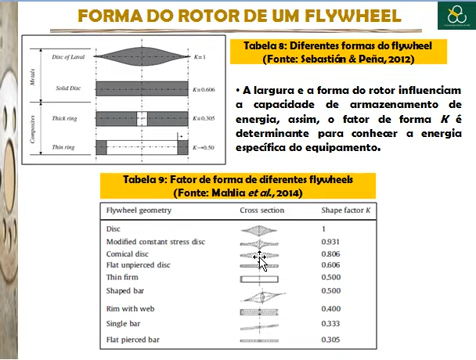 FORMA DO ROTOR DE UM FLYWHEEL
Metals
Composites
Disc of Laval K=1
Solid Disc K=0.606
Thick ring K=0.305
Thin ring K→0.50
Tabela 8: Diferentes formas do flywheel
(Fonte: Sebastián & Peña, 2012)
• A largura e a forma do rotor influenciam
a capacidade de armazenamento de
energia, assim, o fator de forma K é
determinante para conhecer a energia
específica do equipamento.
Tabela 9: Fator de forma de diferentes flywheels
(Fonte: Mahlia et al., 2014)
Flywheel geometry Cross section Shape factor K
Disc 1
Modified constant stress disc 0.931
Comical disc 0.806
Flat unpierced disc 0.606
Thin firm 0.500
Shaped bar 0.500
Rim with web 0.400
Single bar 0.333
Flat pierced bar 0.305